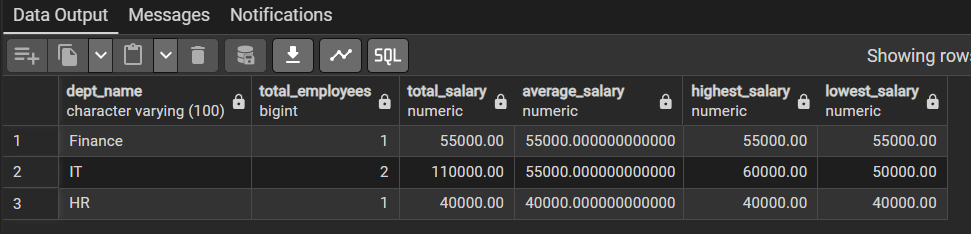 Data Output Messages Notifications
SQL Showing rows
dept_name total_employees total_salary average_salary highest_salary lowest_salary
character varying (100) bigint numeric numeric numeric numeric
1 Finance 1 55000.00 55000.000000000000 55000.00 55000.00
2 IT 2 110000.00 55000.000000000000 60000.00 50000.00
3 HR 1 40000.00 40000.000000000000 40000.00 40000.00